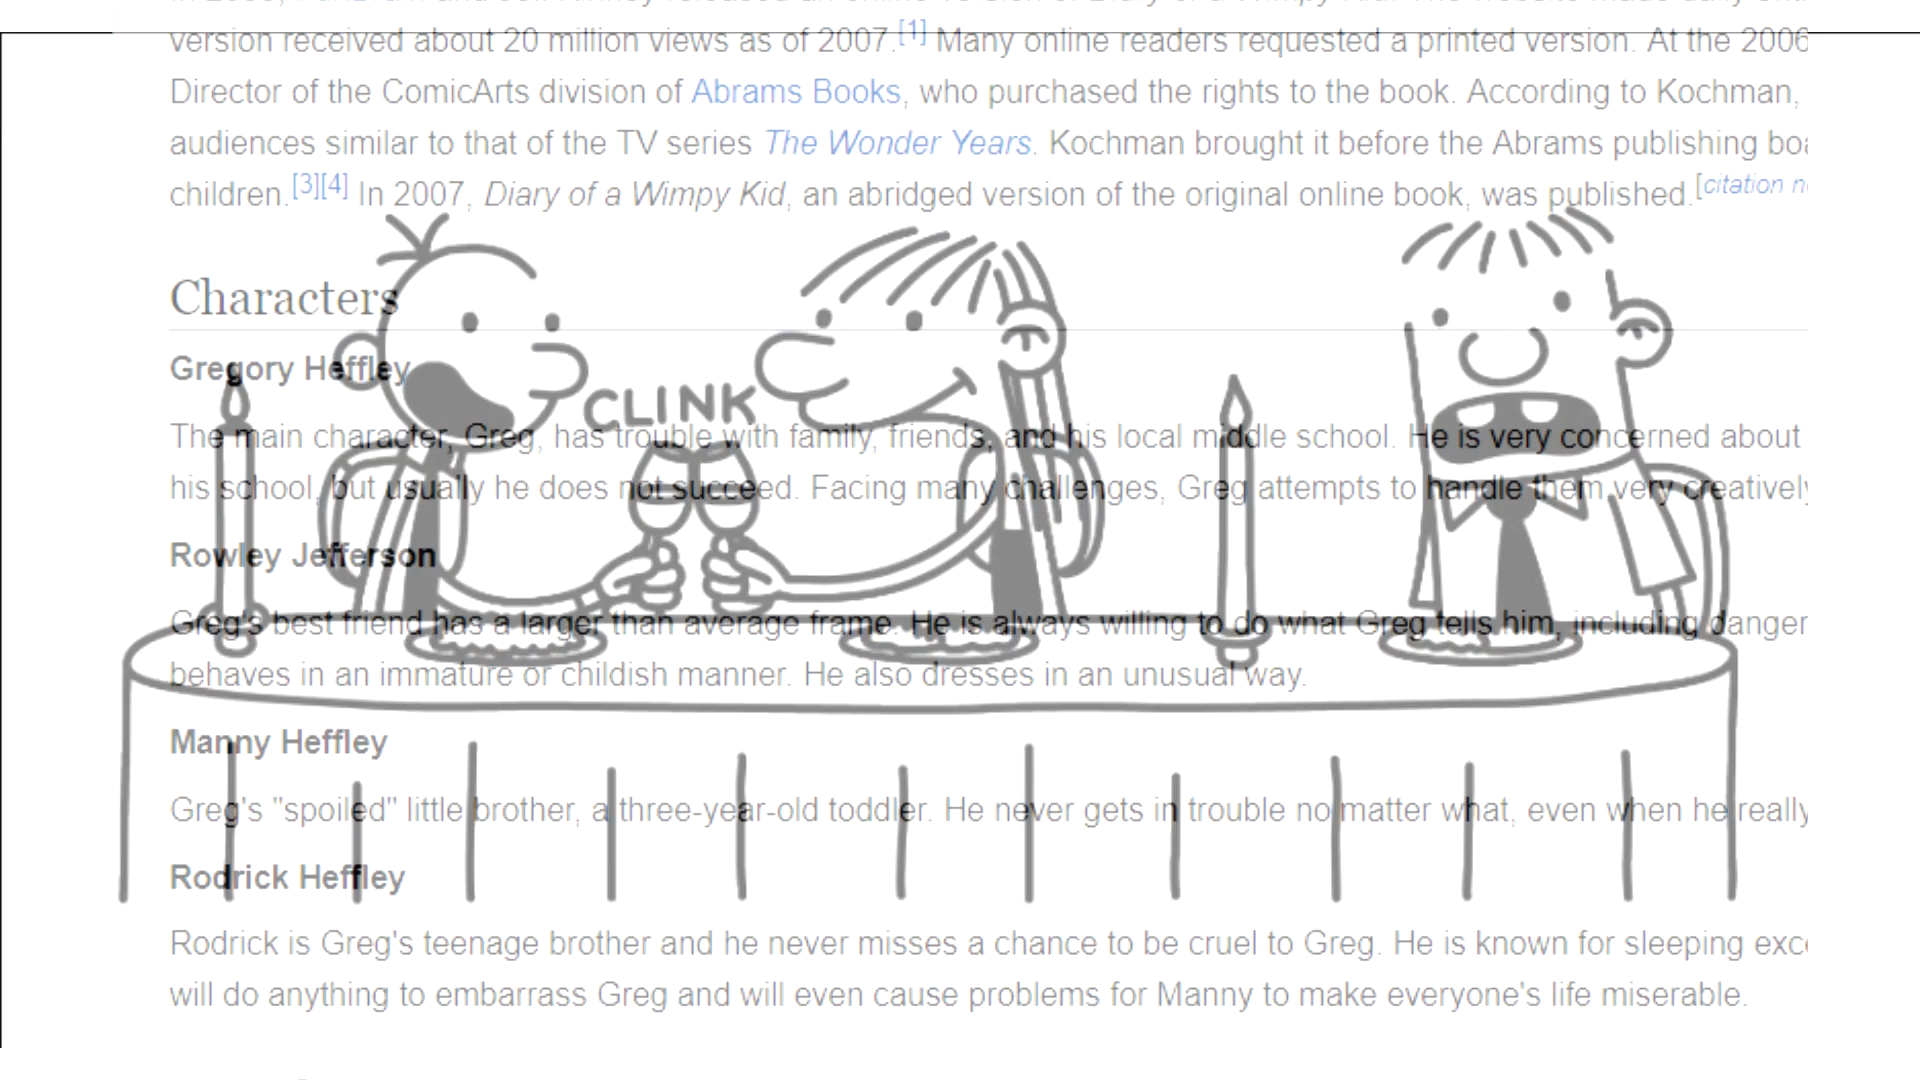 version received about 20 million views as of 2007.[1] Many online readers requested a printed version. At the 2006
Director of the ComicArts division of Abrams Books, who purchased the rights to the book. According to Kochman,
audiences similar to that of the TV series The Wonder Years. Kochman brought it before the Abrams publishing
children.[3][4] In 2007, Diary of a Wimpy Kid, an abridged version of the original online book, was published.[citation
Characters
Gregory Heffley
CLINK
The main character, Greg, has trouble with family, friends, and his local middle school. He is very concerned about
his school, but usually he does not succeed. Facing many challenges, Greg attempts to handle them very creatively
Rowley Jefferson
Greg's best friend has a larger than average frame. He is always willing to do what Greg tells him, including danger
behaves in an immature or childish manner. He also dresses in an unusual way.
Manny Heffley
Greg's "spoiled" little brother, a three-year-old toddler. He never gets in trouble no matter what, even when he really
Rodrick Heffley
Rodrick is Greg's teenage brother and he never misses a chance to be cruel to Greg. He is known for sleeping
will do anything to embarrass Greg and will even cause problems for Manny to make everyone's life miserable.